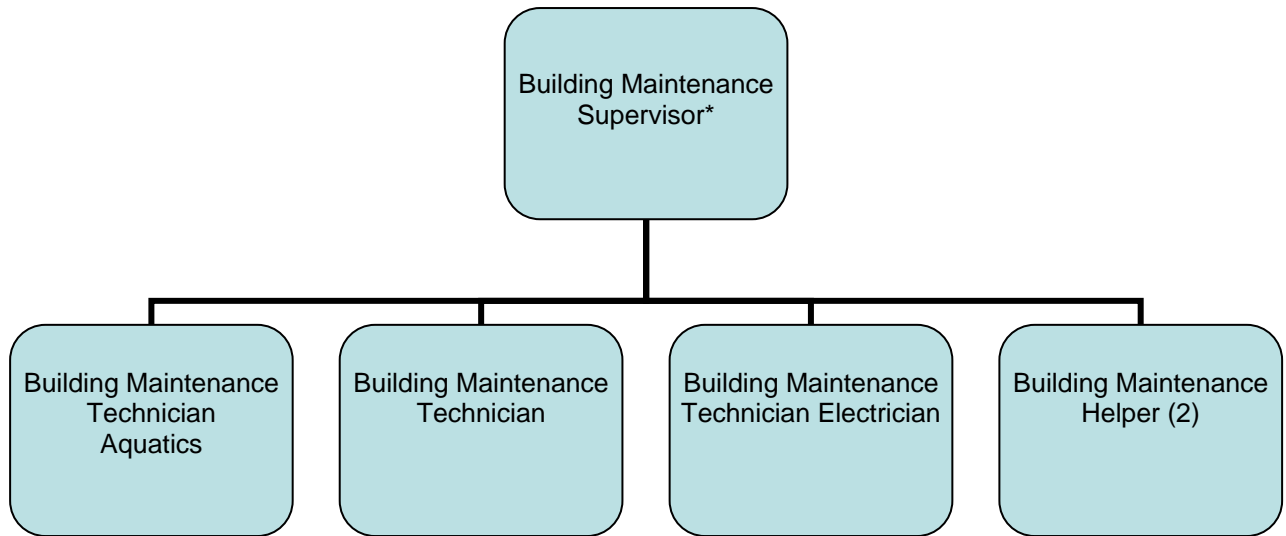 Building Maintenance
Supervisor*
Building Maintenance
Technician
Aquatics
Building Maintenance
Technician
Building Maintenance
Technician Electrician
Building Maintenance
Helper (2)